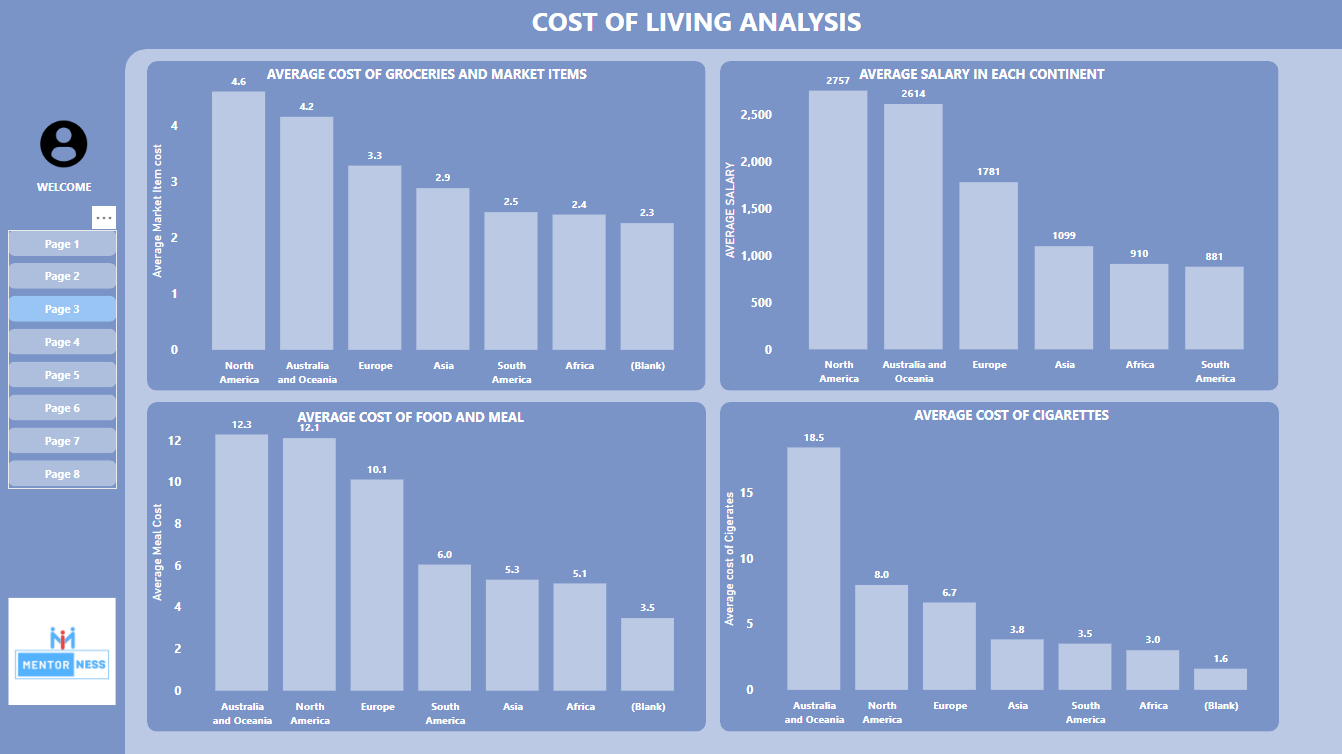 COST OF LIVING ANALYSIS
WELCOME
...
Page 1
Page 2
Page 3
Page 4
Page 5
Page 6
Page 7
Page 8
MENTOR NESS
AVERAGE COST OF GROCERIES AND MARKET ITEMS
Average Market Item cost
4
3
2
1
0
4.6
4.2
3.3
2.9
2.5
2.4
2.3
North
America
Australia
and Oceania
Europe
Asia
South
America
Africa
(Blank)
AVERAGE SALARY IN EACH CONTINENT
AVERAGE SALARY
2,500
2,000
1,500
1,000
500
0
2757
2614
1781
1099
910
881
North
America
Australia and
Oceania
Europe
Asia
Africa
South
America
AVERAGE COST OF FOOD AND MEAL
Average Meal Cost
12
10
8
6
4
2
0
12.3
12.1
10.1
6.0
5.3
5.1
3.5
Australia
and Oceania
North
America
Europe
South
America
Asia
Africa
(Blank)
AVERAGE COST OF CIGARETTES
Average cost of Cigerates
15
10
5
0
18.5
8.0
6.7
3.8
3.5
3.0
1.6
Australia
and Oceania
North
America
Europe
Asia
South
America
Africa
(Blank)